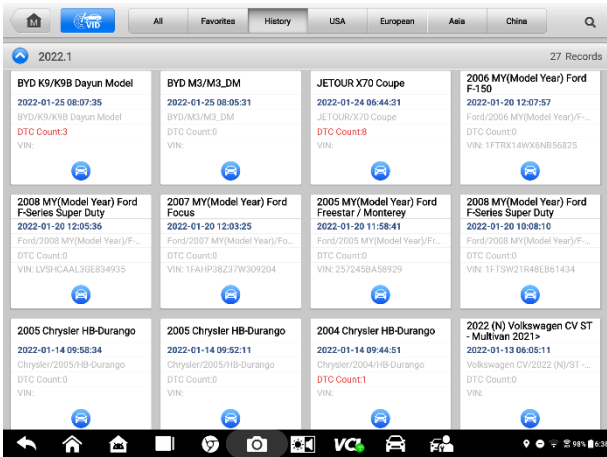 M
VID
All
Favorites
History
USA
European
Asia
China
2022.1
27 Records
BYD K9/K9B Dayun Model
2022-01-25 08:07:35
BYD/K9/K9B Dayun Model
DTC Count:3
VIN:
BYD M3/M3_DM
2022-01-25 08:05:31
BYD/M3/M3_DM
DTC Count:0
VIN:
JETOUR X70 Coupe
2022-01-24 06:44:31
JETOUR/X70 Coupe
DTC Count:8
VIN:
2006 MY(Model Year) Ford
F-150
2022-01-20 12:07:57
Ford/2006 MY(Model Year)/F-...
DTC Count:0
VIN: 1FTRX14WX6NB56825
2008 MY(Model Year) Ford
F-Series Super Duty
2022-01-20 12:05:36
Ford/2008 MY(Model Year)/F-...
DTC Count:0
VIN: LVSHCAAL3GE834935
2007 MY(Model Year) Ford
Focus
2022-01-20 12:03:25
Ford/2007 MY(Model Year)/Fo...
DTC Count:0
VIN: 1FAHP38Z37W309204
2005 MY(Model Year) Ford
Freestar / Monterey
2022-01-20 11:58:41
Ford/2005 MY(Model Year)/Fr...
DTC Count:0
VIN: 257245BA58929
2008 MY(Model Year) Ford
F-Series Super Duty
2022-01-20 10:08:10
Ford/2008 MY(Model Year)/F-...
DTC Count:0
VIN: 1FTSW21R48EB61434
2005 Chrysler HB-Durango
2022-01-14 09:58:34
Chrysler/2005/HB-Durango
DTC Count:0
VIN:
2005 Chrysler HB-Durango
2022-01-14 09:52:11
Chrysler/2005/HB-Durango
DTC Count:0
VIN:
2004 Chrysler HB-Durango
2022-01-14 09:44:51
Chrysler/2004/HB-Durango
DTC Count:1
VIN:
2022 (N) Volkswagen CV ST
- Multivan 2021>
2022-01-13 06:05:11
Volkswagen CV/2022 (N)/ST -...
DTC Count:0
VIN:
VCI
98%
6:38